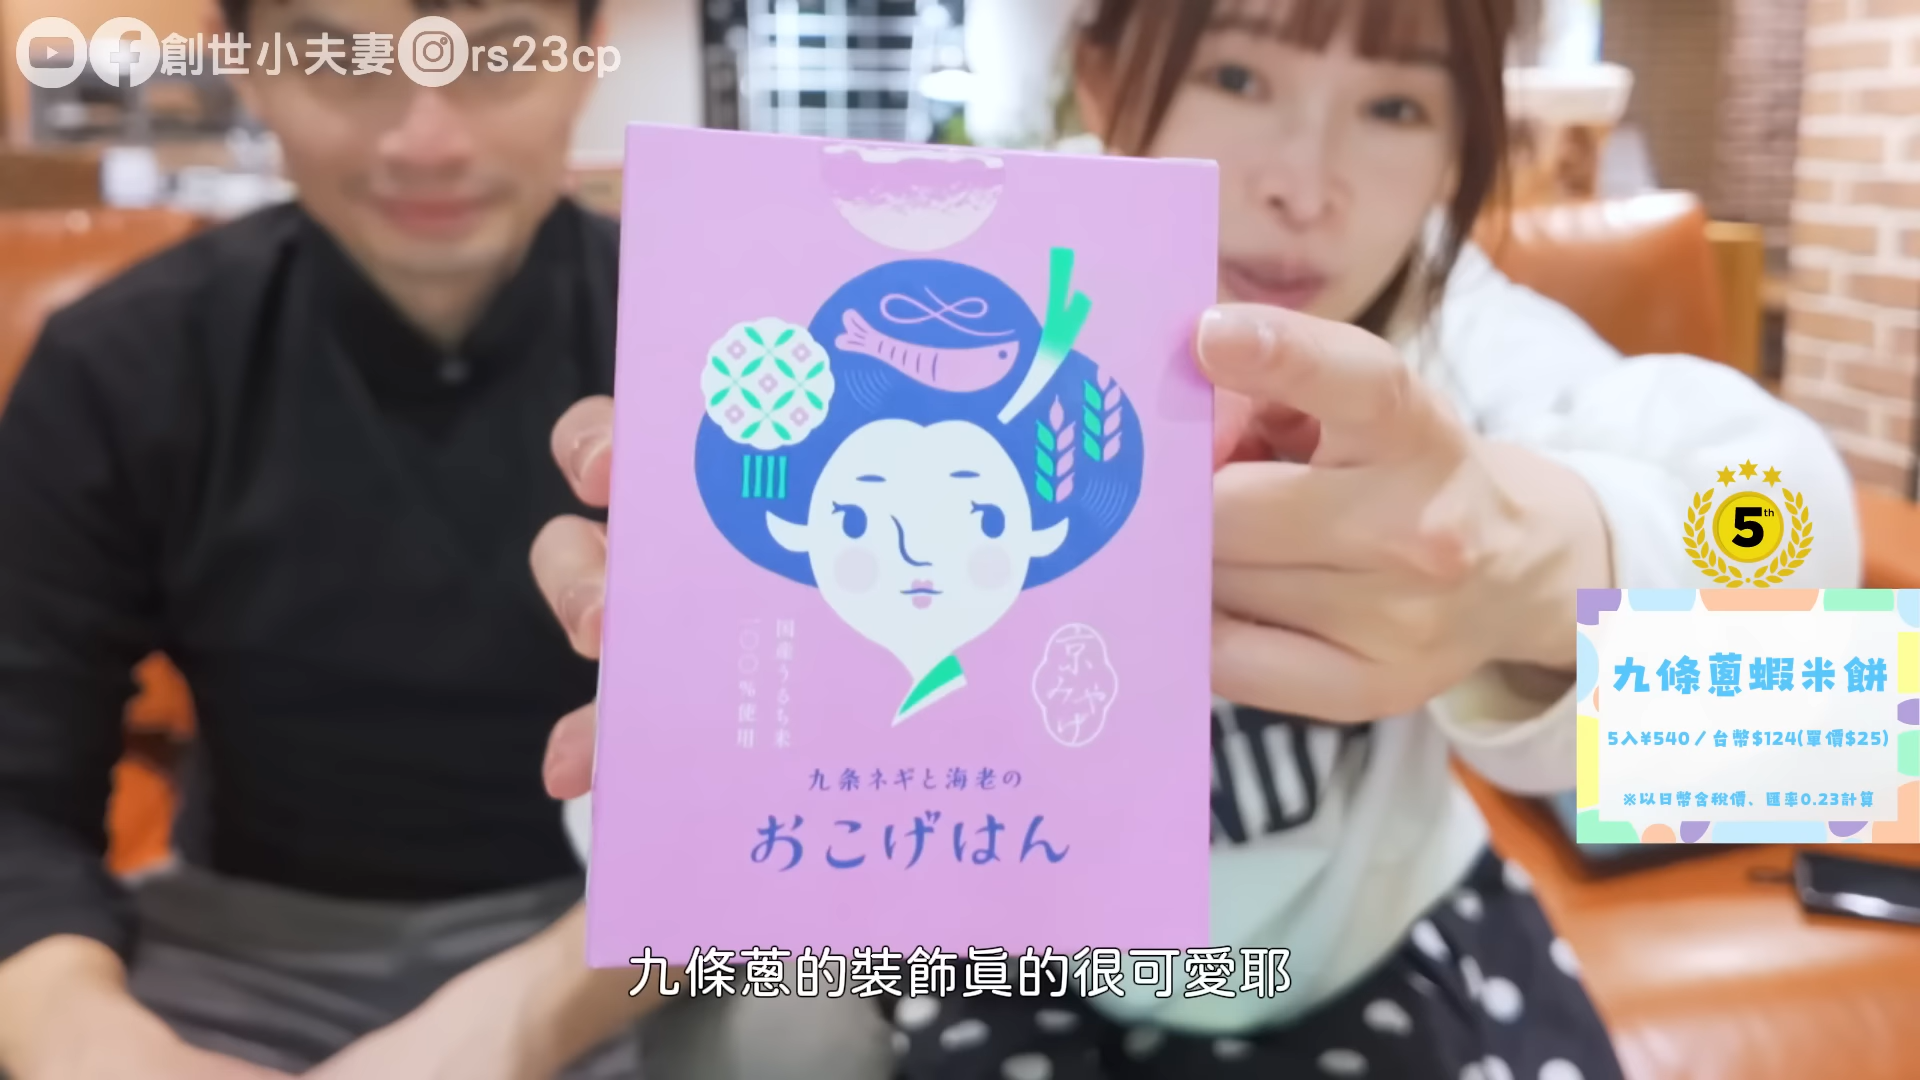 創世小夫妻 rs23cp
国産うるち米
一〇〇%使用
京みやげ
九条ネギと海老の
おこげはん
5th
九條蔥蝦米餅
5入¥540/台幣$124(單價$25)
※以日幣含稅價、匯率0.23計算
九條蔥的裝飾真的很可愛耶